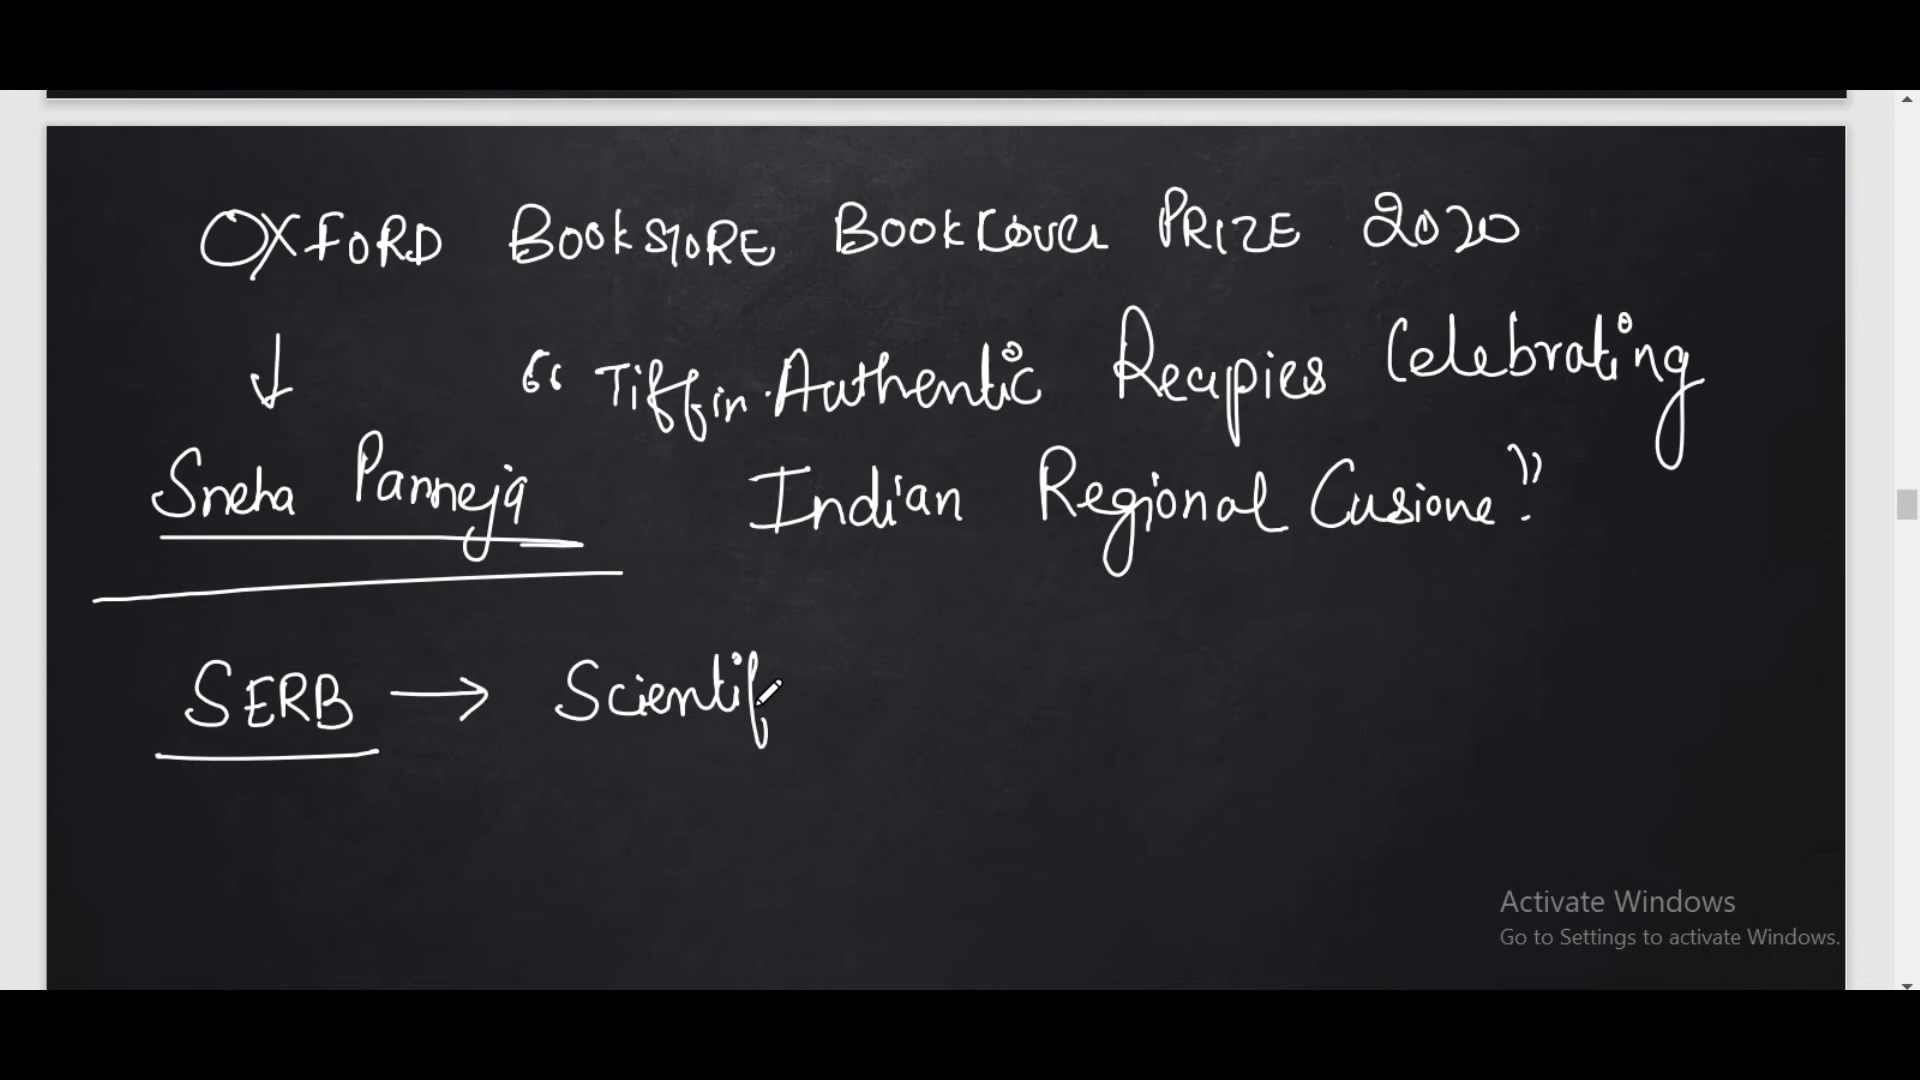 OXFORD BOOKSTORE BOOKCOVER PRIZE 2020
↓ "Tiffin. Authentic Recipies Celebrating
Sneha Panneja Indian Regional Cusione".
SERB → Scientif
Activate Windows
Go to Settings to activate Windows.